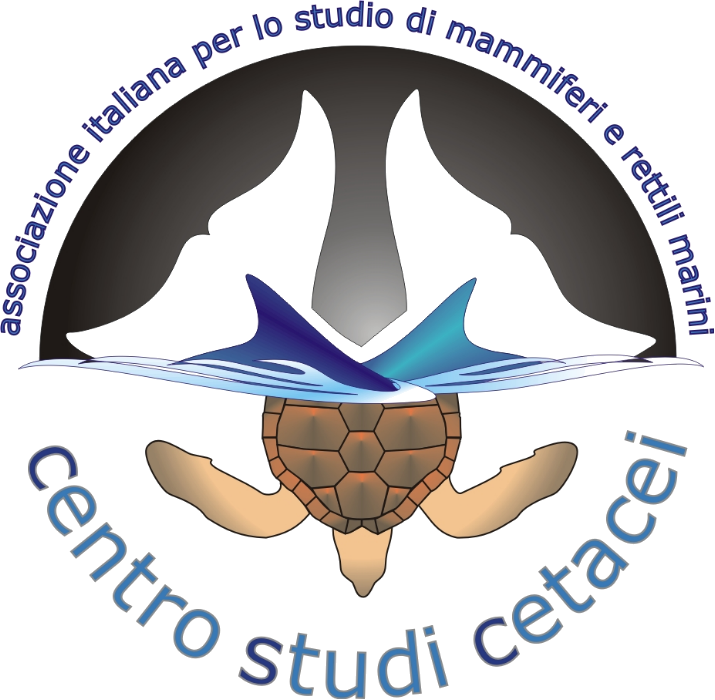 associazione italiana per lo studio di mammiferi e rettili marini
centro studi cetacei